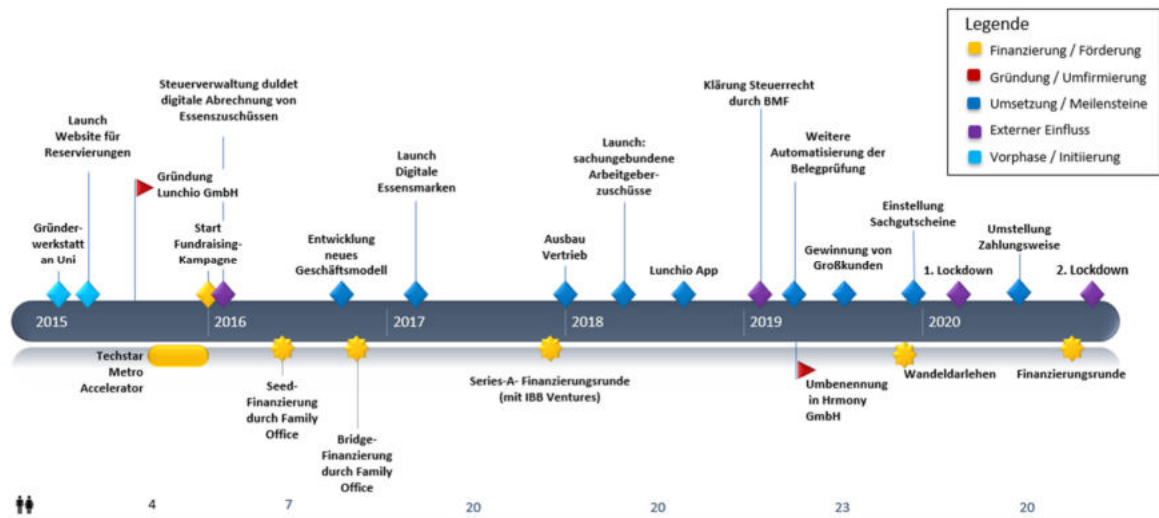 Legende
Finanzierung / Förderung
Gründung / Umfirmierung
Umsetzung / Meilensteine
Externer Einfluss
Vorphase / Initiierung
Gründer-
werkstatt
an Uni
Launch
Website für
Reservierungen
Gründung
Lunchio GmbH
Steuerverwaltung duldet
digitale Abrechnung von
Essenszuschüssen
Start
Fundraising-
Kampagne
Entwicklung
neues
Geschäftsmodell
Launch
Digitale
Essensmarken
Ausbau
Vertrieb
Launch:
sachungebundene
Arbeitgeber-
zuschüsse
Lunchio App
Klärung Steuerrecht
durch BMF
Weitere
Automatisierung der
Belegprüfung
Gewinnung von
Großkunden
Einstellung
Sachgutscheine
1. Lockdown
Umstellung
Zahlungsweise
2. Lockdown
2015
2016
2017
2018
2019
2020
Techstar
Metro
Accelerator
Seed-
Finanzierung
durch Family
Office
Bridge-
Finanzierung
durch Family
Office
Series-A- Finanzierungsrunde
(mit IBB Ventures)
Umbenennung
in Hrmony
GmbH
Wandeldarlehen
Finanzierungsrunde
4
7
20
20
23
20